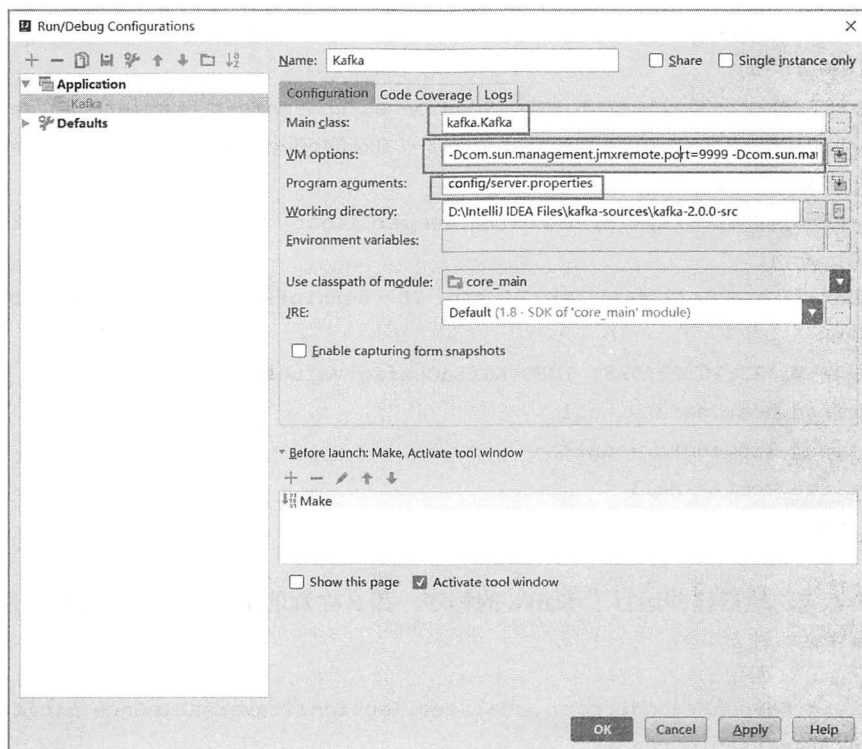 Run/Debug Configurations
Name: Kafka
Share
Single instance only
Application
Kafka
Defaults
Configuration
Code Coverage
Logs
Main class: kafka.Kafka
VM options: -Dcom.sun.management.jmxremote.port=9999 -Dcom.sun.ma
Program arguments: config/server.properties
Working directory: D:\IntelliJ IDEA Files\kafka-sources\kafka-2.0.0-src
Environment variables:
Use classpath of module: core_main
JRE: Default (1.8 - SDK of 'core_main' module)
Enable capturing form snapshots
Before launch: Make, Activate tool window
Make
Show this page
Activate tool window
OK
Cancel
Apply
Help